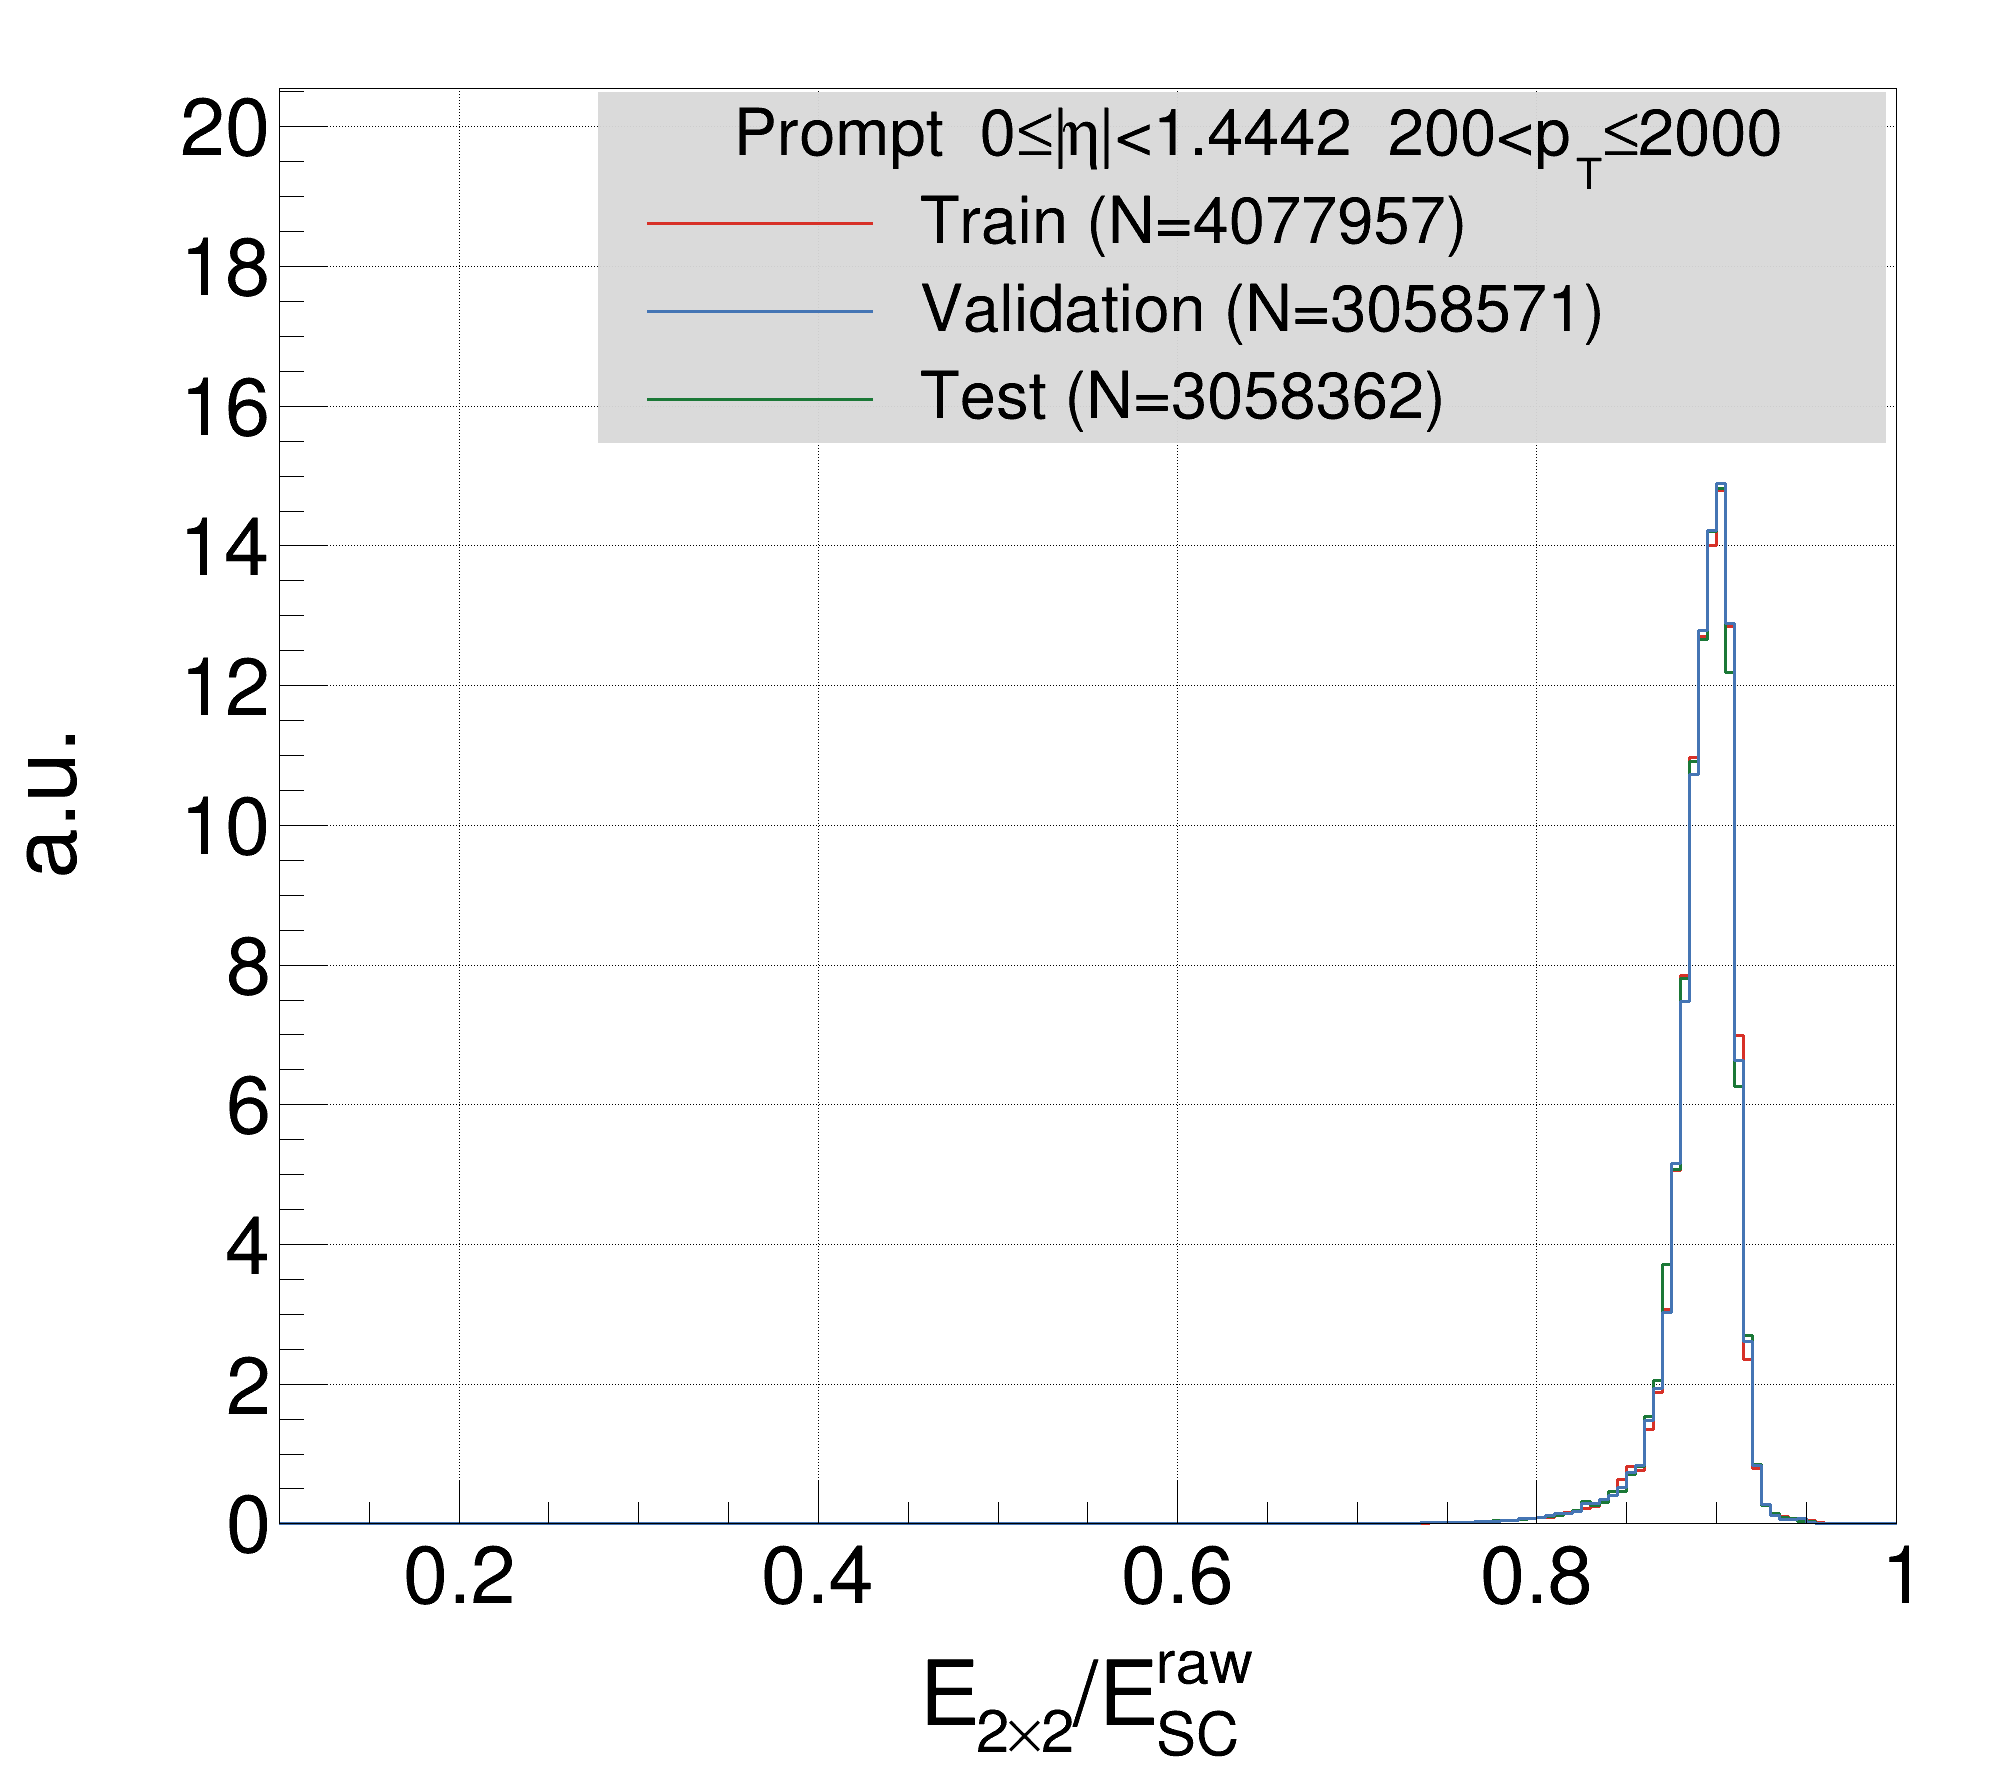 Prompt 0≤|η|<1.4442 200<p_T≤2000
Train (N=4077957)
Validation (N=3058571)
Test (N=3058362)
20
18
16
14
12
10
8
6
4
2
0
a.u.
0.2 0.4 0.6 0.8 1
E_2×2/E_SC^raw